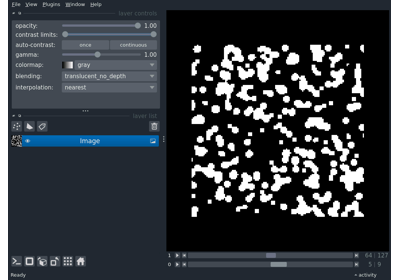 File View Plugins Window Help
layer controls
opacity: 1.00
contrast limits:
auto-contrast: once continuous
gamma: 1.00
colormap: gray
blending: translucent_no_depth
interpolation: nearest
layer list
Image
1 64 127
0 5 9
Ready activity